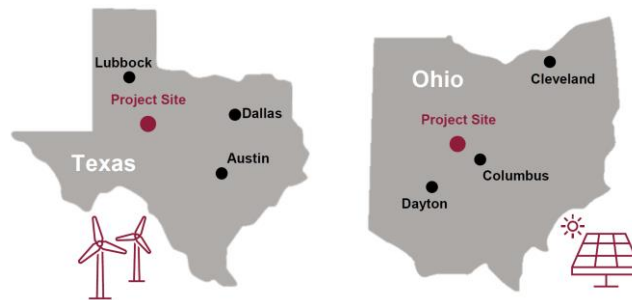 Lubbock
Project Site
Dallas
Texas
Austin
Ohio
Cleveland
Project Site
Columbus
Dayton